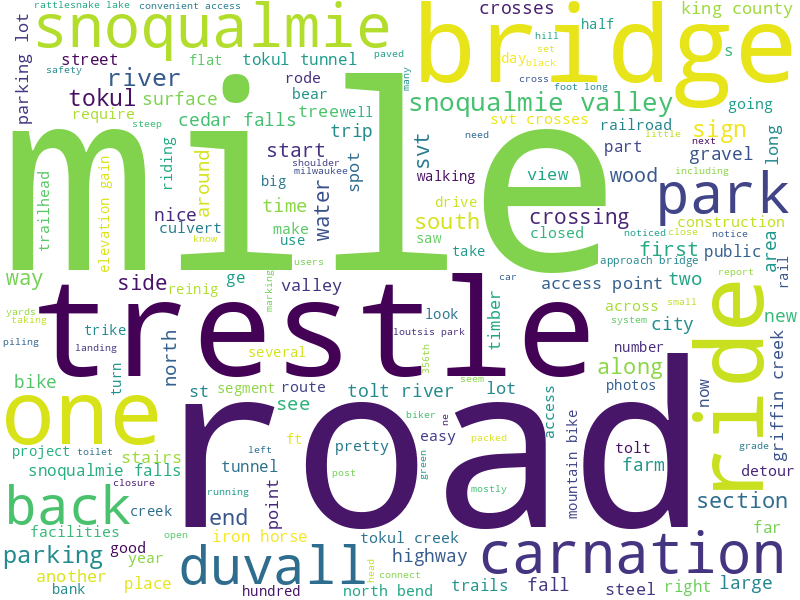 rattlesnake lake convenient access
snoqualmie
bridge
crosses
king county
half
hill
set
day
black
s
cross
foot long
parking lot
street
flat
tokul tunnel
paved
safety
river
rode
many
tokul
surface
bear
snoqualmie valley
going
require
cedar falls
tree
well
svt crosses
steep
trip
need
railroad
little
sign
long
mile
riding
start
shoulder
milwaukee
spot
svt
walking
next
part
gravel
trailhead
elevation gain
around
big
view
wood
including
nice
time
water
drive
park
culvert
make
south
crossing
construction
know
use
saw
closed
noticed
close
notice
first
public
area
rail
way
side
ge
users
take
approach bridge
access point
two
report
reinig
valley
car
small
yards
taking
trestle
marking
look
loutsis park
timber
across
system
city
new
piling
landing
trike
north
several
356th
number
ride
one
bike
turn
st
segment
route
tolt river
seem
lot
along
photos
now
griffin creek
see
biker
ne
easy
access
mountain bike
project
toilet
stairs
ft
left
pretty
packed
tolt
grade
snoqualmie falls
tunnel
green
farm
detour
closure
back
creek
running
point
post
mostly
road
section
facilities
open
end
iron horse
tokul creek
far
parking
good
year
duvall
head
highway
carnation
another
place
connect
bank
hundred
north bend
trails
fall
steel
right
large